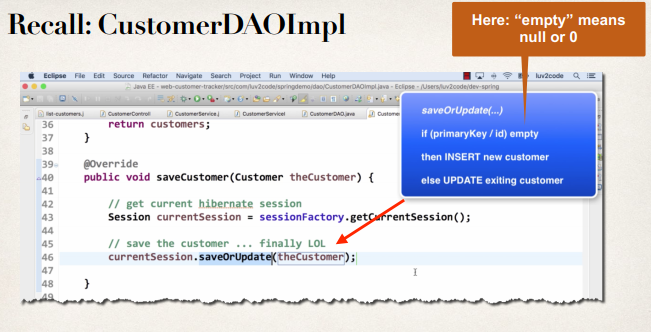 Recall: CustomerDAOImpl
Here: “empty” means
null or 0
Eclipse File Edit Source Refactor Navigate Search Project Run Window Help
luv2code
Java EE - web-customer-tracker/src/com/luv2code/springdemo/dao/CustomerDAOImpl.java - Eclipse - /Users/luv2code/dev-spring
list-customers.j CustomerControll CustomerService.j CustomerServiceI CustomerDAO.java Custome
saveOrUpdate(...)
if (primaryKey / id) empty
then INSERT new customer
else UPDATE exiting customer
36 return customers;
37 }
38
39 @Override
40 public void saveCustomer(Customer theCustomer) {
41
42 // get current hibernate session
43 Session currentSession = sessionFactory.getCurrentSession();
44
45 // save the customer ... finally LOL
46 currentSession.saveOrUpdate(theCustomer);
47
48 }
49